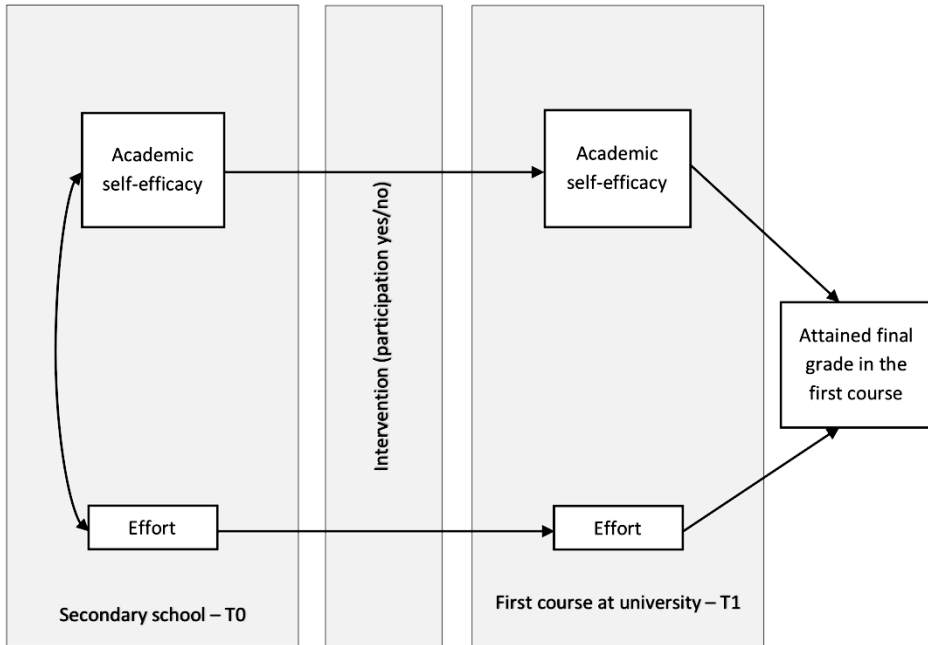 Academic
self-efficacy
Effort
Secondary school – T0
Intervention (participation yes/no)
Academic
self-efficacy
Effort
First course at university – T1
Attained final
grade in the
first course